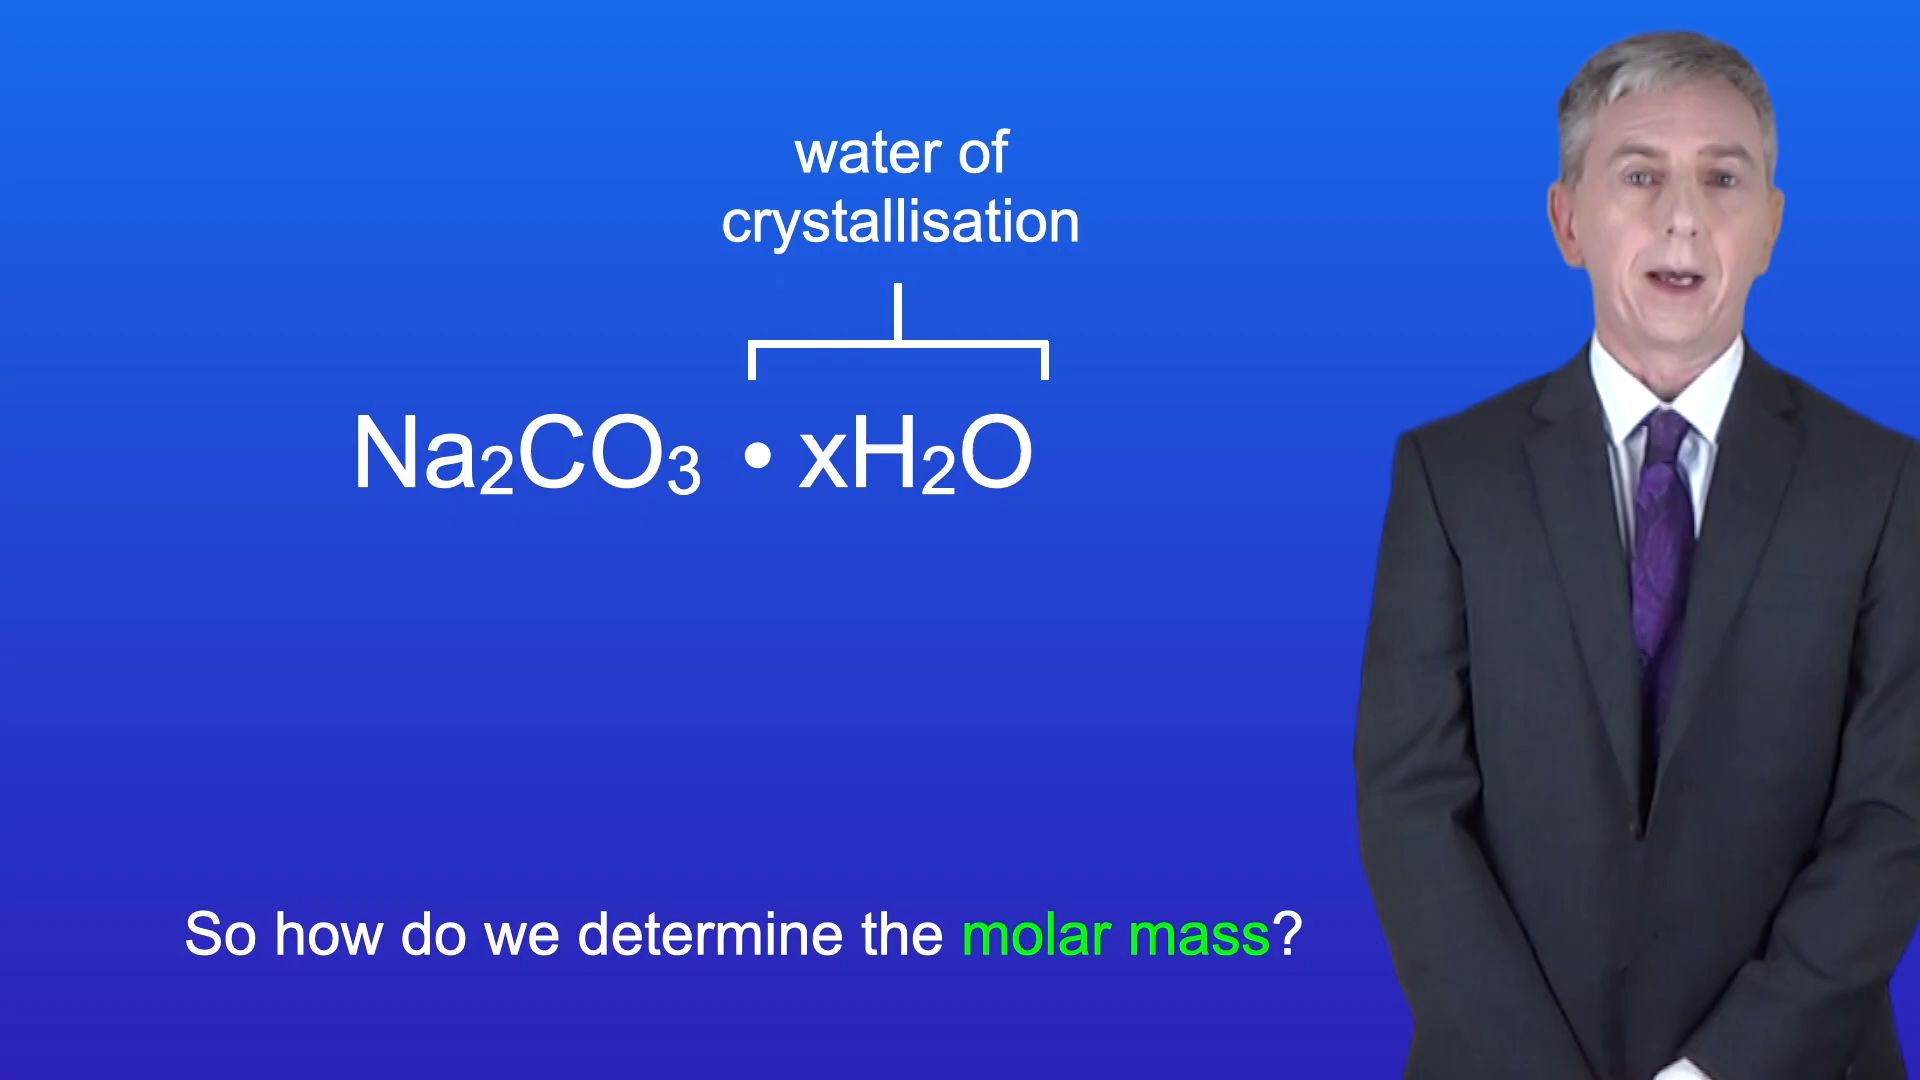 water of
crystallisation
Na₂CO₃ • xH₂O
So how do we determine the molar mass?